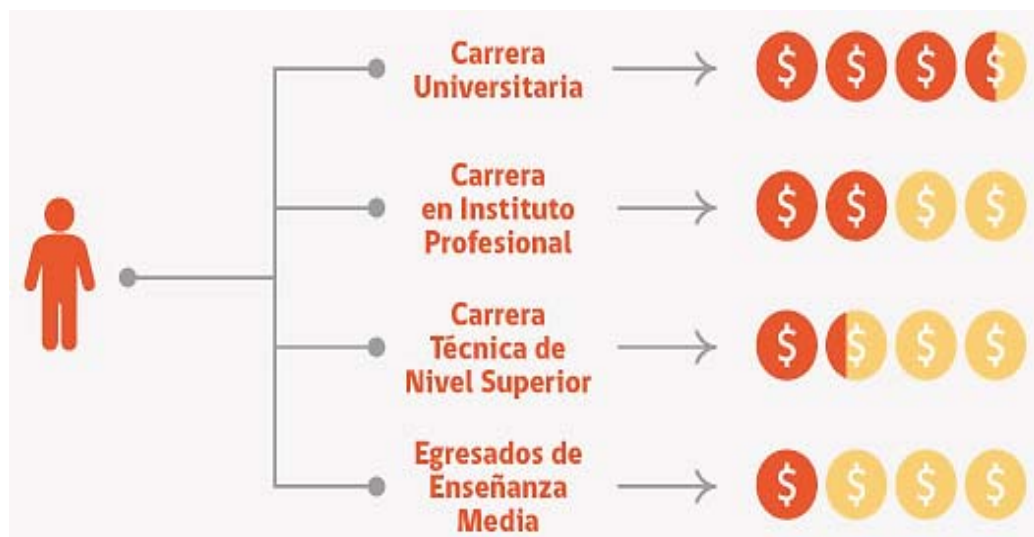 Carrera
Universitaria
$ $ $ $
Carrera
en Instituto
Profesional
$ $ $ $
Carrera
Técnica de
Nivel Superior
$ $ $ $
Egresados de
Enseñanza
Media
$ $ $ $